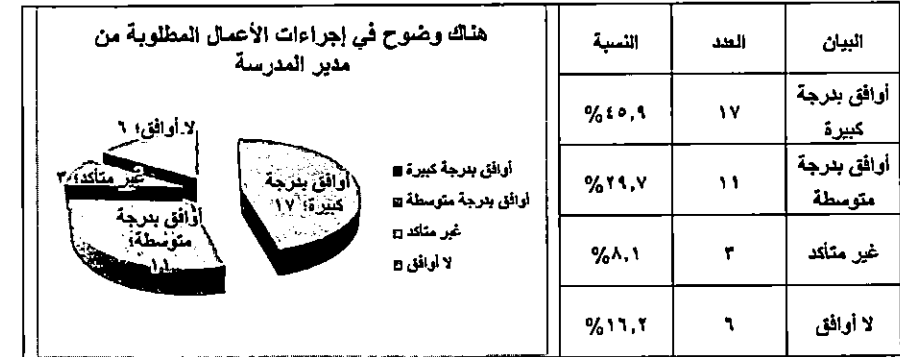 البيان العدد النسبة
أوافق بدرجة كبيرة ١٧ %٤٥,٩
أوافق بدرجة متوسطة ١١ %٢٩,٧
غير متأكد ٣ %٨,١
لا أوافق ٦ %١٦,٢
هناك وضوح في إجراءات الأعمال المطلوبة من
مدير المدرسة
لا أوافق؛ ٦
غير متأكد؛ ٣
أوافق بدرجة
متوسطة؛
١١
أوافق بدرجة
كبيرة؛ ١٧
أوافق بدرجة كبيرة
أوافق بدرجة متوسطة
غير متأكد
لا أوافق